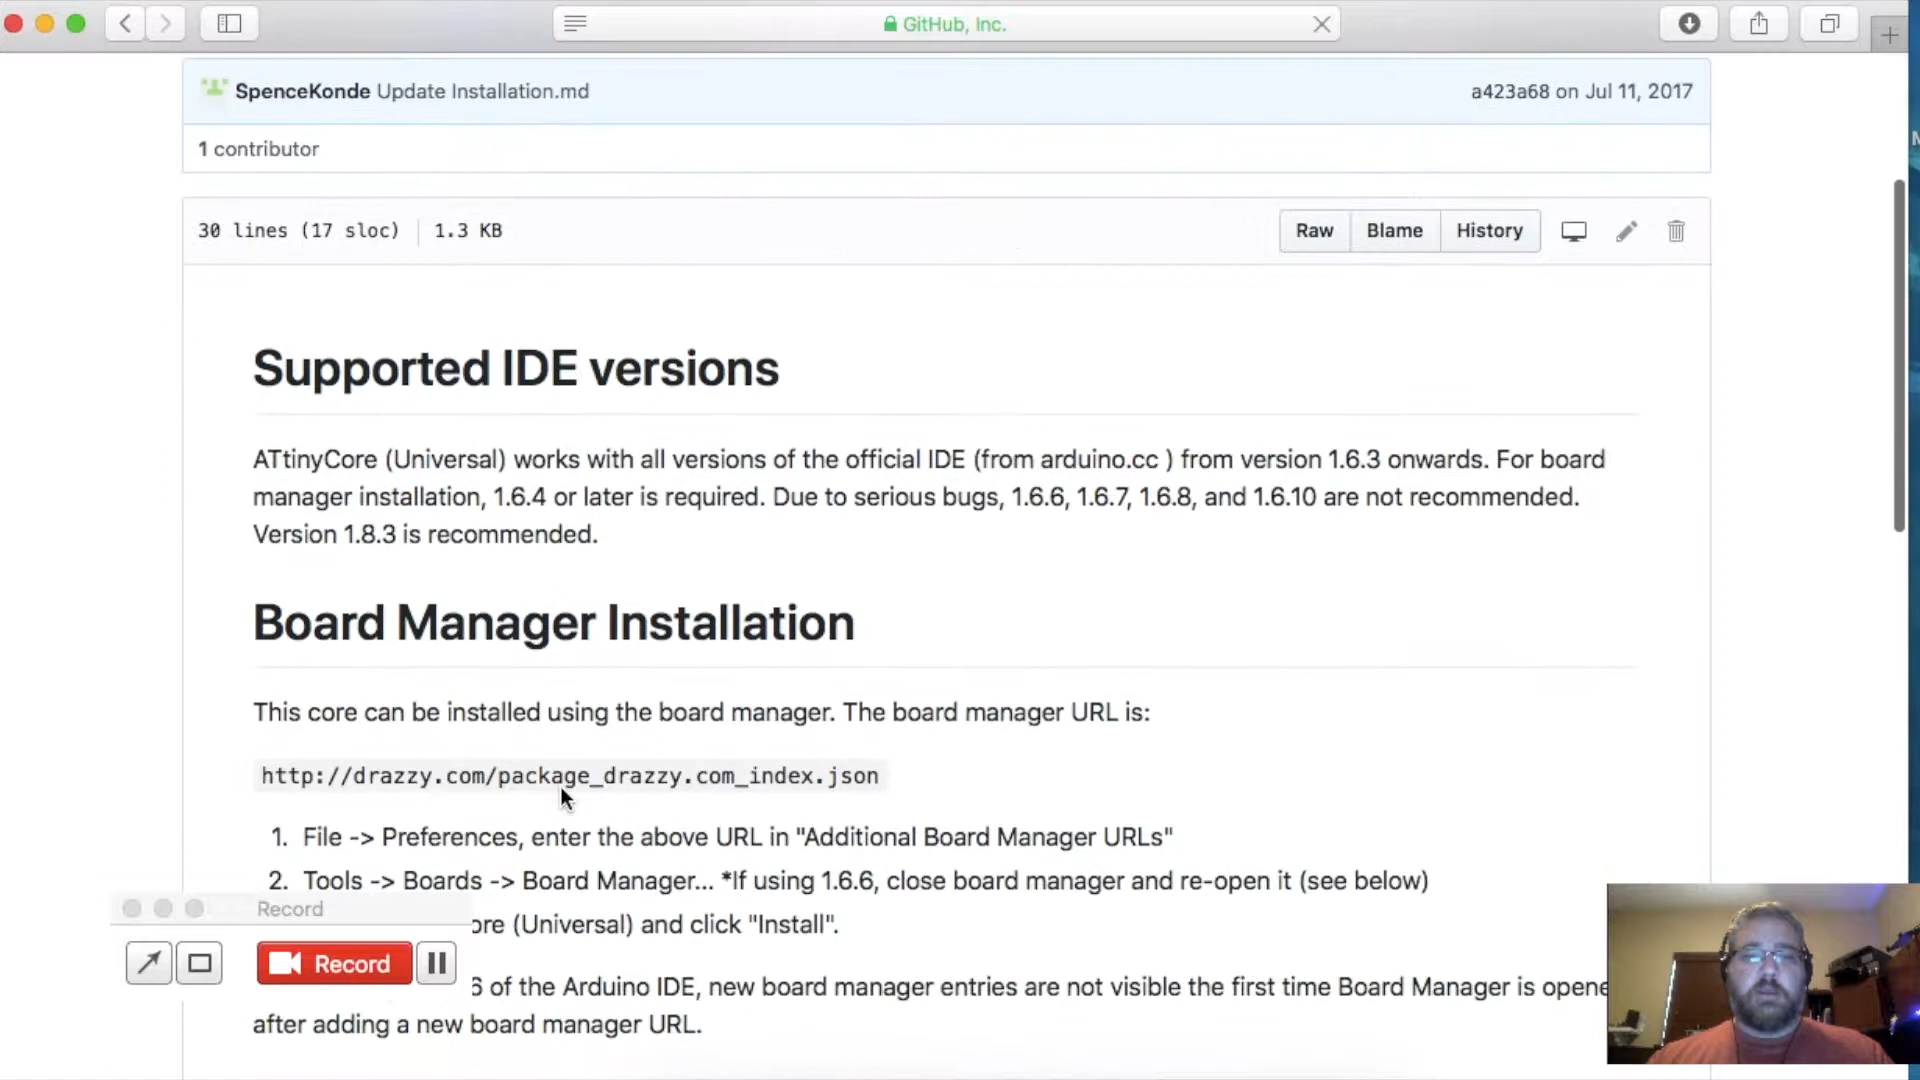 GitHub, Inc.
SpenceKonde Update Installation.md
a423a68 on Jul 11, 2017
1 contributor
30 lines (17 sloc) 1.3 KB
Raw Blame History
Supported IDE versions
ATtinyCore (Universal) works with all versions of the official IDE (from arduino.cc ) from version 1.6.3 onwards. For board
manager installation, 1.6.4 or later is required. Due to serious bugs, 1.6.6, 1.6.7, 1.6.8, and 1.6.10 are not recommended.
Version 1.8.3 is recommended.
Board Manager Installation
This core can be installed using the board manager. The board manager URL is:
http://drazzy.com/package_drazzy.com_index.json
1. File -> Preferences, enter the above URL in "Additional Board Manager URLs"
2. Tools -> Boards -> Board Manager... *If using 1.6.6, close board manager and re-open it (see below)
Record
ore (Universal) and click "Install".
Record
6 of the Arduino IDE, new board manager entries are not visible the first time Board Manager is opene
after adding a new board manager URL.